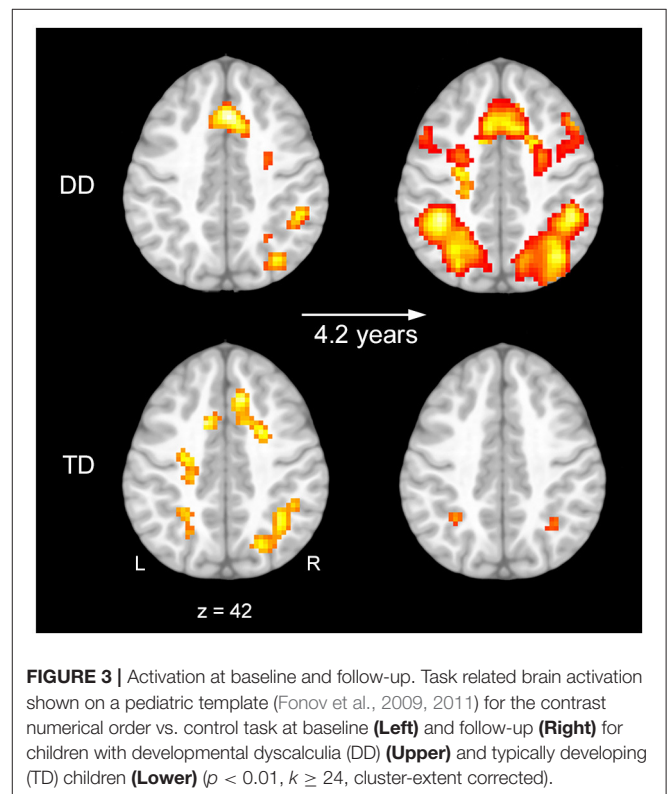 DD
4.2 years
TD
L
R
z = 42
FIGURE 3 | Activation at baseline and follow-up. Task related brain activation
shown on a pediatric template (Fonov et al., 2009, 2011) for the contrast
numerical order vs. control task at baseline (Left) and follow-up (Right) for
children with developmental dyscalculia (DD) (Upper) and typically developing
(TD) children (Lower) (p < 0.01, k ≥ 24, cluster-extent corrected).